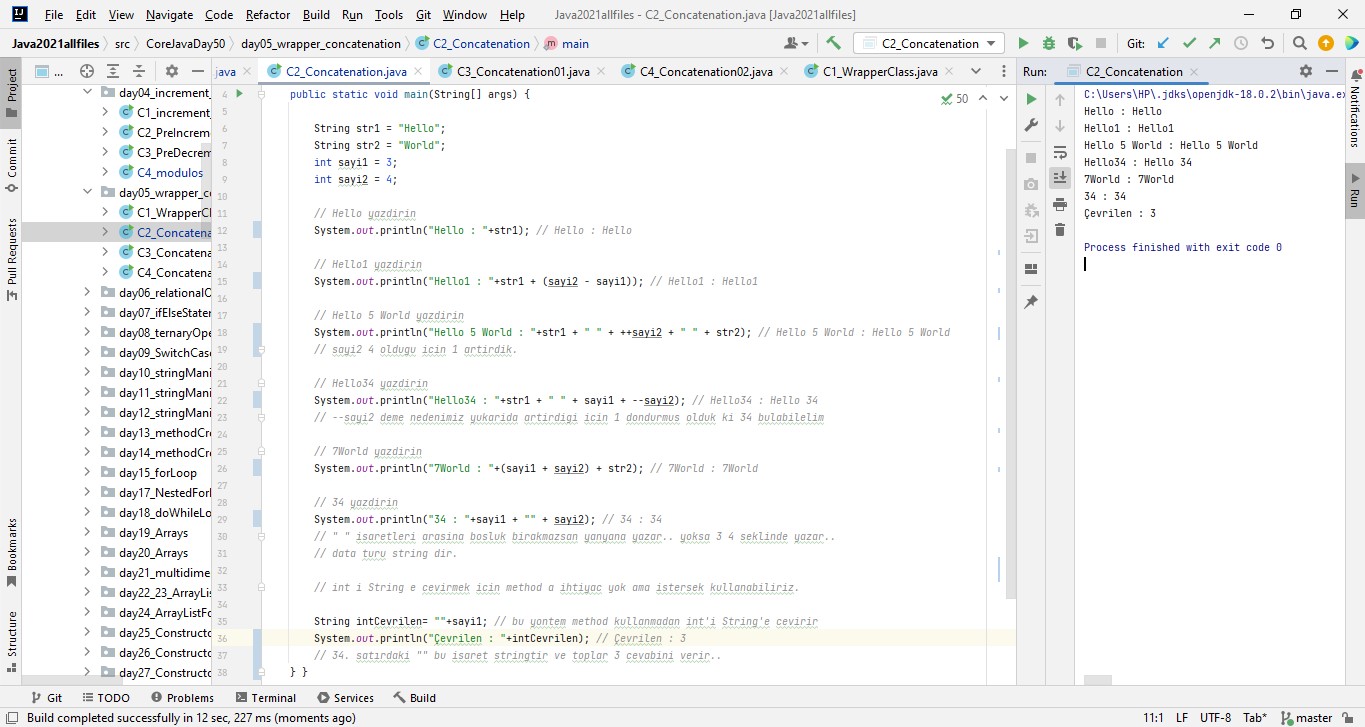 File Edit View Navigate Code Refactor Build Run Tools Git Window Help Java2021allfiles - C2_Concatenation.java [Java2021allfiles]
Java2021allfiles src CoreJavaDay50 day05_wrapper_concatenation C2_Concatenation main C2_Concatenation Git:
... java C2_Concatenation.java C3_Concatenation01.java C4_Concatenation02.java C1_WrapperClass.java Run: C2_Concatenation
Project
Commit
Pull Requests
Bookmarks
Structure
day04_increment_
C1_increment_
C2_PreIncrem
C3_PreDecrem
C4_modulos
day05_wrapper_c
C1_WrapperCl
C2_Concatena
C3_Concatena
C4_Concatena
day06_relationalO
day07_ifElseStater
day08_ternaryOpe
day09_SwitchCase
day10_stringMani
day11_stringMani
day12_stringMani
day13_methodCre
day14_methodCre
day15_forLoop
day17_NestedForl
day18_doWhileLo
day19_Arrays
day20_Arrays
day21_multidime
day22_23_ArrayLis
day24_ArrayListFo
day25_Constructo
day26_Constructo
day27_Constructo
50
4 public static void main(String[] args) {
5
6 String str1 = "Hello";
7 String str2 = "World";
8 int sayi1 = 3;
9 int sayi2 = 4;
10
11 // Hello yazdirin
12 System.out.println("Hello : "+str1); // Hello : Hello
13
14 // Hello1 yazdirin
15 System.out.println("Hello1 : "+str1 + (sayi2 - sayi1)); // Hello1 : Hello1
16
17 // Hello 5 World yazdirin
18 System.out.println("Hello 5 World : "+str1 + " " + ++sayi2 + " " + str2); // Hello 5 World : Hello 5 World
19 // sayi2 4 oldugu icin 1 artirdik.
20
21 // Hello34 yazdirin
22 System.out.println("Hello34 : "+str1 + " " + sayi1 + --sayi2); // Hello34 : Hello 34
23 // --sayi2 deme nedenimiz yukarida artirdigi icin 1 dondurmus olduk ki 34 bulabilelim
24
25 // 7World yazdirin
26 System.out.println("7World : "+(sayi1 + sayi2) + str2); // 7World : 7World
27
28 // 34 yazdirin
29 System.out.println("34 : "+sayi1 + "" + sayi2); // 34 : 34
30 // " " isaretleri arasina bosluk birakmazsan yanyana yazar.. yoksa 3 4 seklinde yazar..
31 // data turu string dir.
32
33 // int i String e cevirmek icin method a ihtiyac yok ama istersek kullanabiliriz.
34
35 String intCevrilen= ""+sayi1; // bu yontem method kullanmadan int'i String'e cevirir
36 System.out.println("Çevrilen : "+intCevrilen); // Çevrilen : 3
37 // 34. satırdaki "" bu isaret stringtir ve toplar 3 cevabini verir..
38 } }
C:\Users\HP\.jdks\openjdk-18.0.2\bin\java.ex
Hello : Hello
Hello1 : Hello1
Hello 5 World : Hello 5 World
Hello34 : Hello 34
7World : 7World
34 : 34
Çevrilen : 3
Process finished with exit code 0
Notifications
Run
Git TODO Problems Terminal Services Build
Build completed successfully in 12 sec, 227 ms (moments ago) 11:1 LF UTF-8 Tab* master